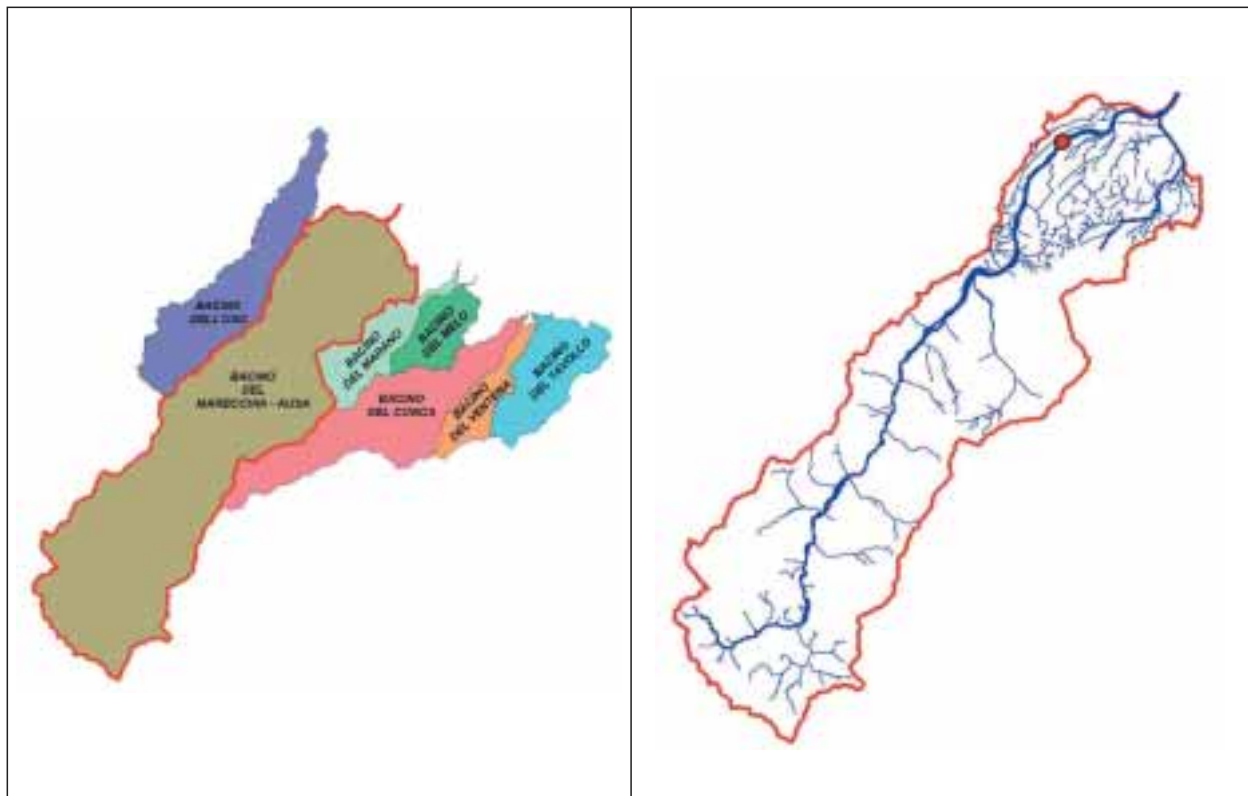 BACINO
DELL'USO
BACINO
DEL
MARECCHIA - AUSA
BACINO
DEL MARANO
BACINO
DEL MELO
BACINO
DEL CONCA
BACINO
DEL VENTENA
BACINO
DEL TAVOLLO